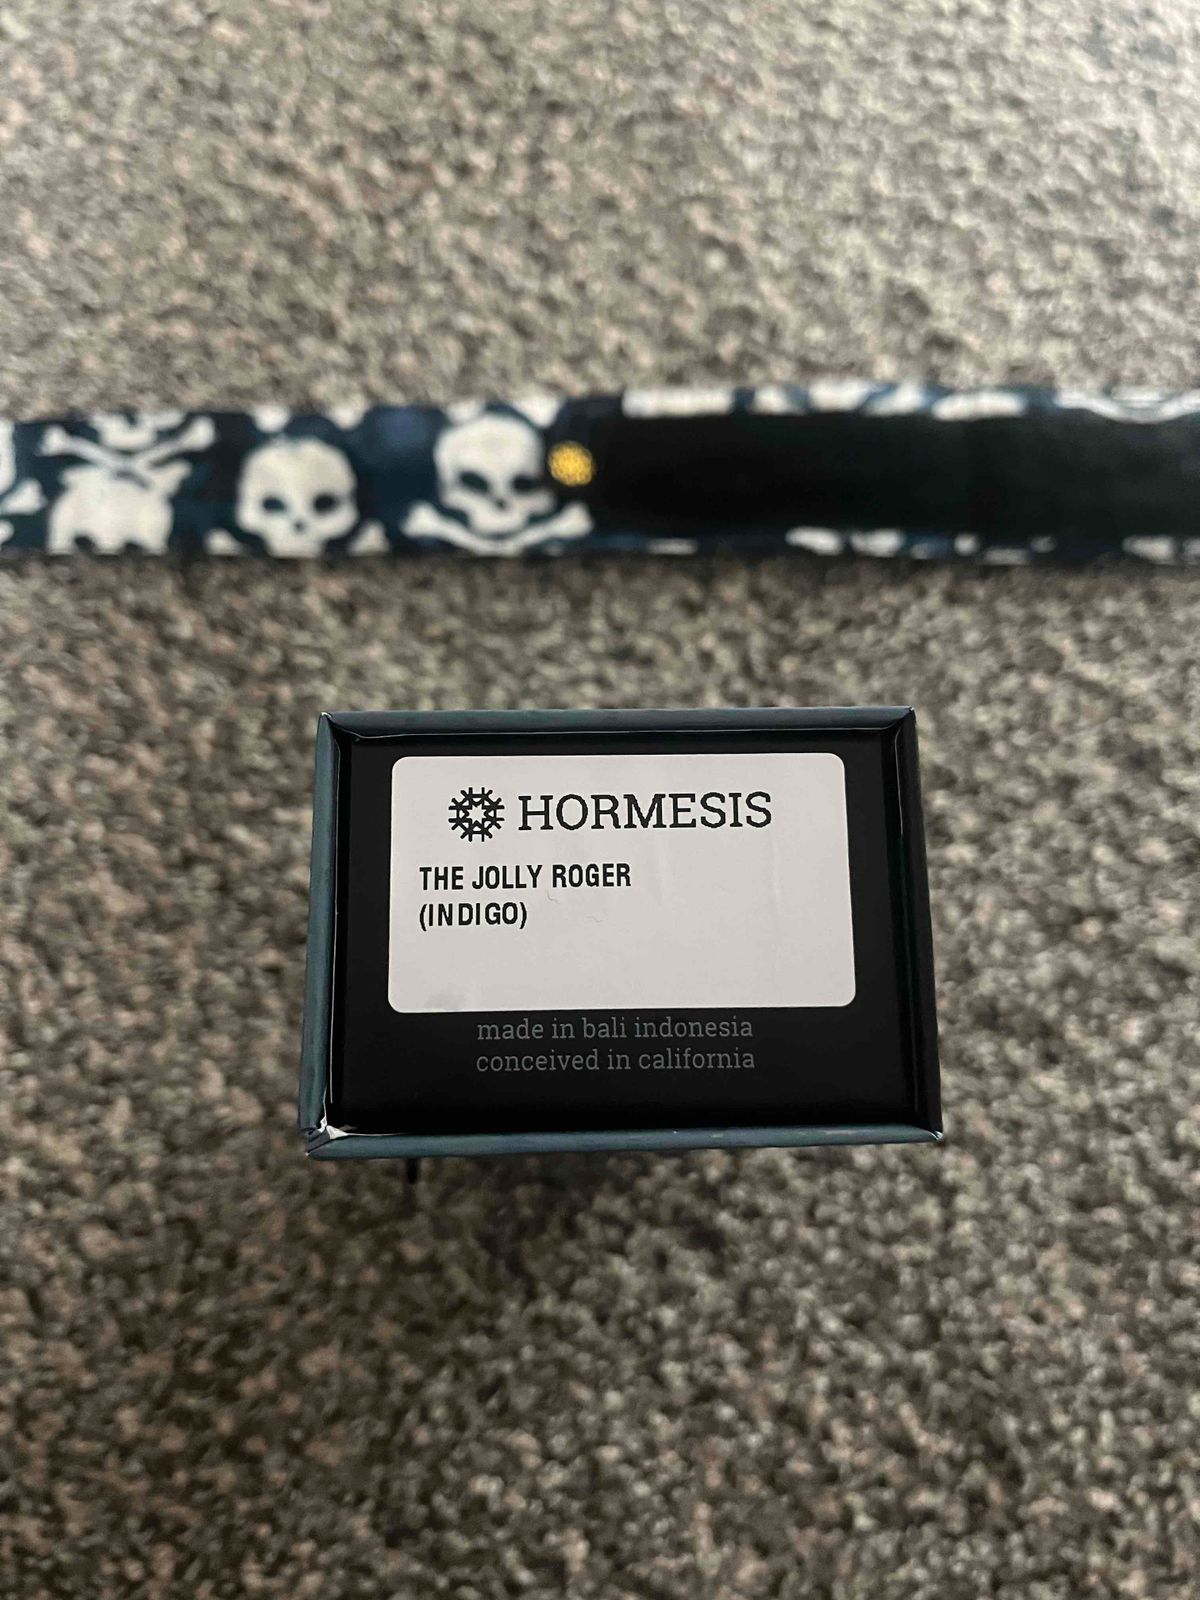 HORMESIS
THE JOLLY ROGER
(INDIGO)
made in bali indonesia
conceived in california